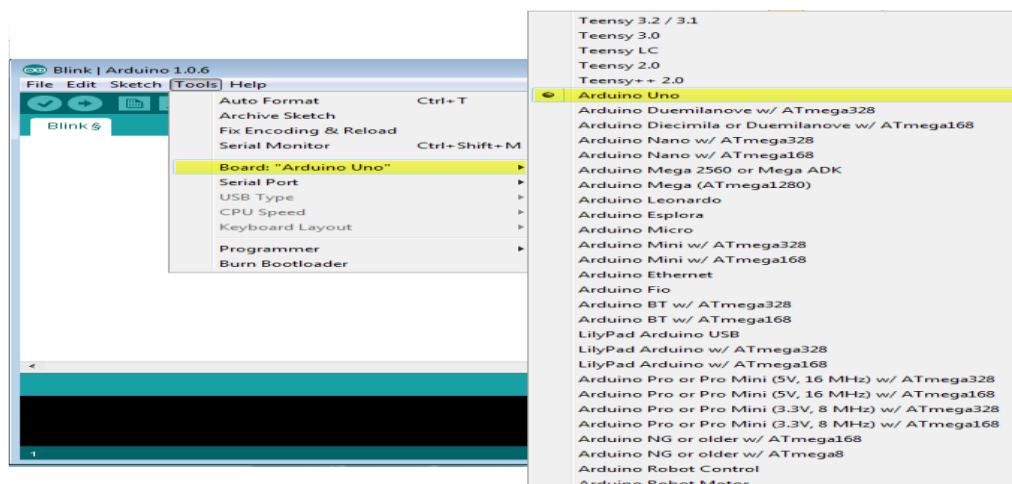 Blink | Arduino 1.0.6
File Edit Sketch Tools Help
Blink §
Auto Format Ctrl+T
Archive Sketch
Fix Encoding & Reload
Serial Monitor Ctrl+Shift+M
Board: "Arduino Uno"
Serial Port
USB Type
CPU Speed
Keyboard Layout
Programmer
Burn Bootloader
1
Teensy 3.2 / 3.1
Teensy 3.0
Teensy LC
Teensy 2.0
Teensy++ 2.0
Arduino Uno
Arduino Duemilanove w/ ATmega328
Arduino Diecimila or Duemilanove w/ ATmega168
Arduino Nano w/ ATmega328
Arduino Nano w/ ATmega168
Arduino Mega 2560 or Mega ADK
Arduino Mega (ATmega1280)
Arduino Leonardo
Arduino Esplora
Arduino Micro
Arduino Mini w/ ATmega328
Arduino Mini w/ ATmega168
Arduino Ethernet
Arduino Fio
Arduino BT w/ ATmega328
Arduino BT w/ ATmega168
LilyPad Arduino USB
LilyPad Arduino w/ ATmega328
LilyPad Arduino w/ ATmega168
Arduino Pro or Pro Mini (5V, 16 MHz) w/ ATmega328
Arduino Pro or Pro Mini (5V, 16 MHz) w/ ATmega168
Arduino Pro or Pro Mini (3.3V, 8 MHz) w/ ATmega328
Arduino Pro or Pro Mini (3.3V, 8 MHz) w/ ATmega168
Arduino NG or older w/ ATmega168
Arduino NG or older w/ ATmega8
Arduino Robot Control
Arduino Robot Motor